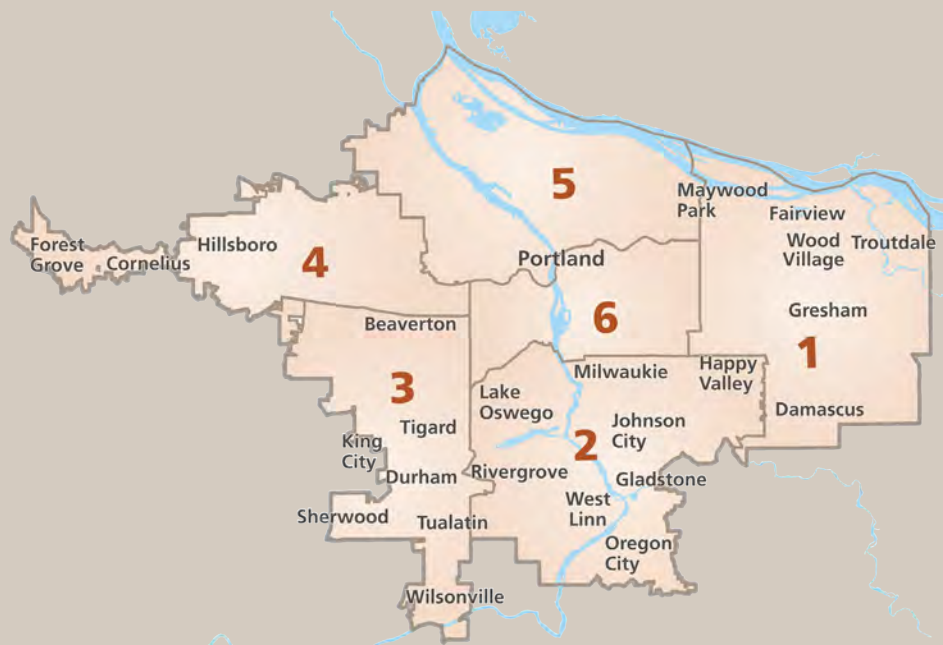 5
Maywood
Park
Fairview
Forest
Grove
Cornelius
Hillsboro
4
Portland
Wood
Village
Troutdale
6
Gresham
Beaverton
1
3
Milwaukie
Happy
Valley
Lake
Oswego
Damascus
Tigard
King
City
2
Johnson
City
Durham
Rivergrove
Gladstone
Sherwood
Tualatin
West
Linn
Oregon
City
Wilsonville